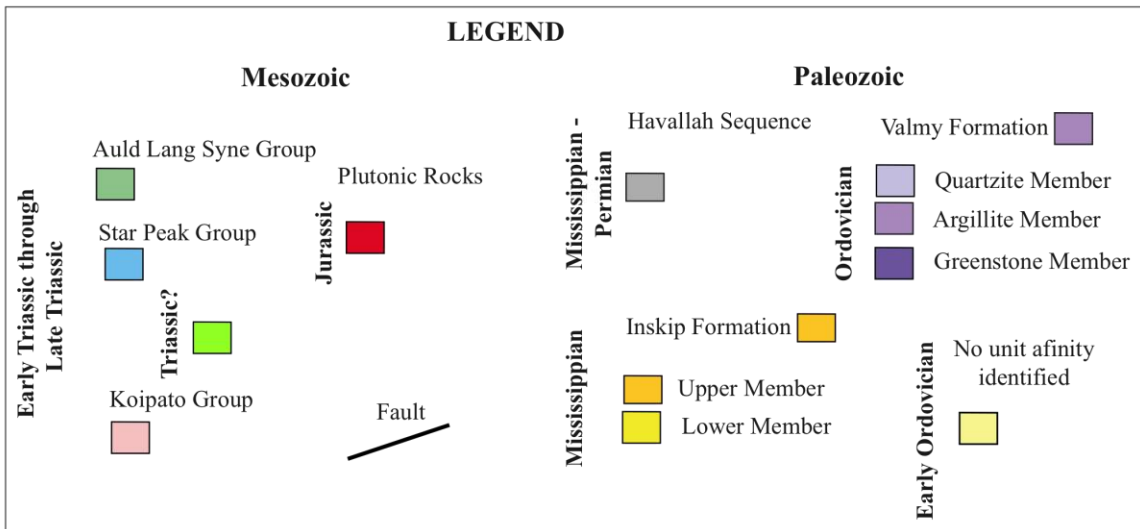 LEGEND
Mesozoic
Early Triassic through
Late Triassic
Auld Lang Syne Group
Star Peak Group
Triassic?
Koipato Group
Jurassic
Plutonic Rocks
Fault
Paleozoic
Mississippian -
Permian
Havallah Sequence
Ordovician
Valmy Formation
Quartzite Member
Argillite Member
Greenstone Member
Mississippian
Inskip Formation
Upper Member
Lower Member
Early Ordovician
No unit afinity
identified